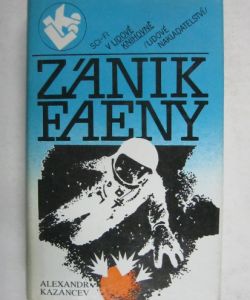 SCI-FI
V LIDOVÉ
KNIHOVNĚ
/LIDOVÉ
NAKLADATELSTVÍ/
ZÁNIK
FAENY
ALEXANDR
KAZANCEV